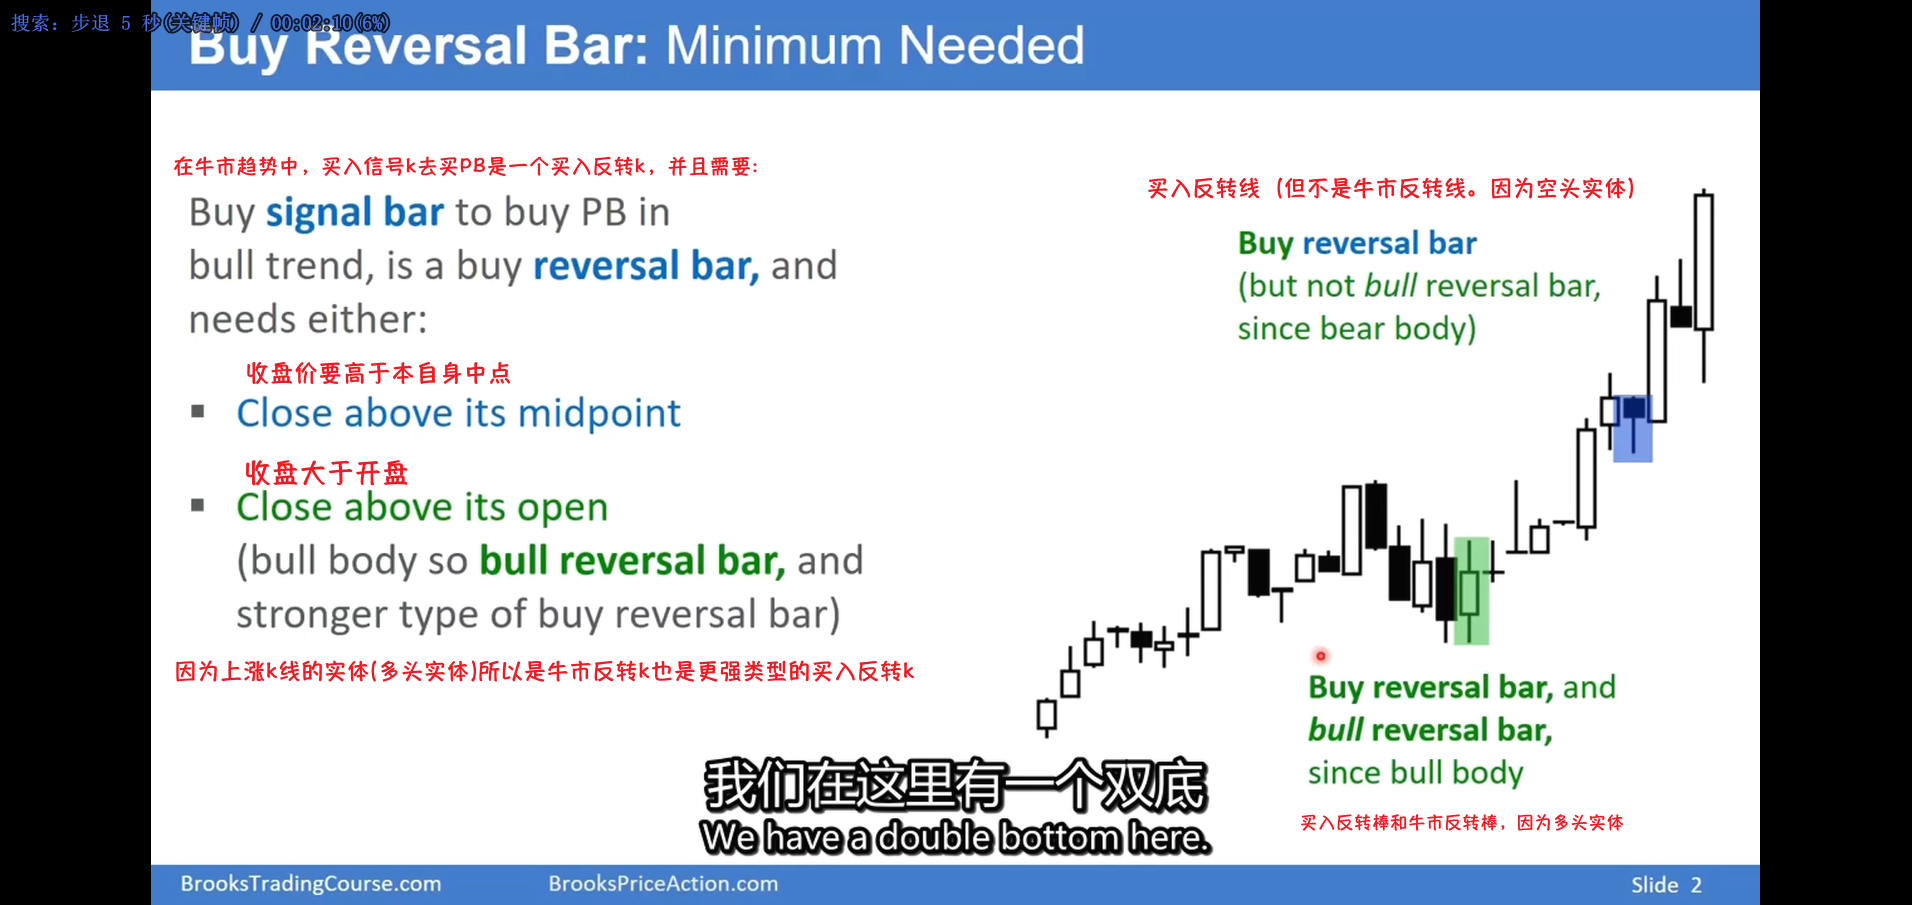 搜索: 步退 5 秒(关键帧) / 00:02:10(6%)
Buy Reversal Bar: Minimum Needed
在牛市趋势中，买入信号k去买PB是一个买入反转k，并且需要:
Buy signal bar to buy PB in
bull trend, is a buy reversal bar, and
needs either:
收盘价要高于本自身中点
▪ Close above its midpoint
收盘大于开盘
▪ Close above its open
(bull body so bull reversal bar, and
stronger type of buy reversal bar)
因为上涨k线的实体(多头实体)所以是牛市反转k也是更强类型的买入反转k
买入反转线（但不是牛市反转线。因为空头实体）
Buy reversal bar
(but not bull reversal bar,
since bear body)
Buy reversal bar, and
bull reversal bar,
since bull body
买入反转棒和牛市反转棒，因为多头实体
我们在这里有一个双底
We have a double bottom here.
BrooksTradingCourse.com
BrooksPriceAction.com
Slide 2